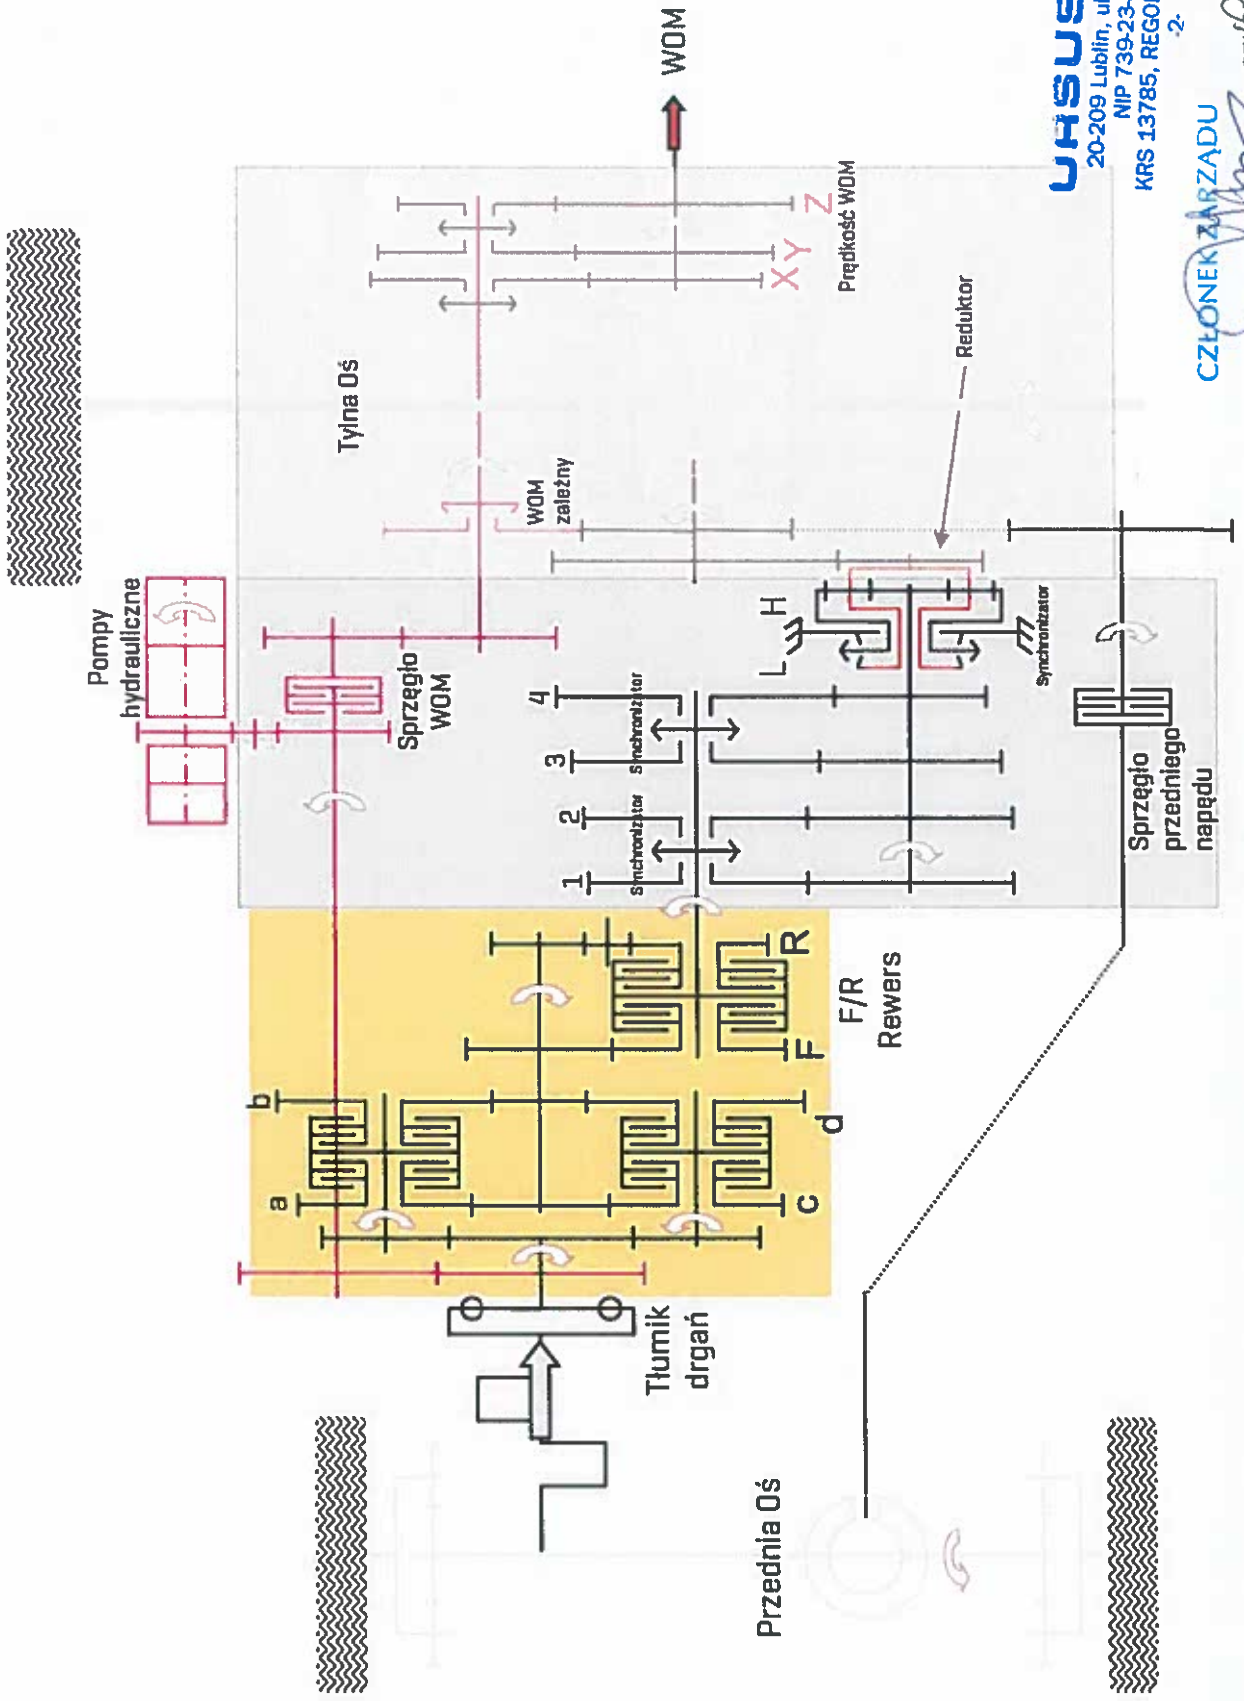 Pompy
hydrauliczne
Tylna Oś
WOM
WOM
zależny
X
Y
Z
Prędkość WOM
Reduktor
Sprzęgło
WOM
L
H
Synchronizator
1
2
3
4
Synchronizator
Synchronizator
Sprzęgło
przedniego
napędu
a
b
c
d
F
R
F/R
Rewers
Tłumik
drgań
Przednia Oś
URSUS
20-209 Lublin,
NIP 739-23-
KRS 13785,
-2-
CZŁONEK ZARZĄDU